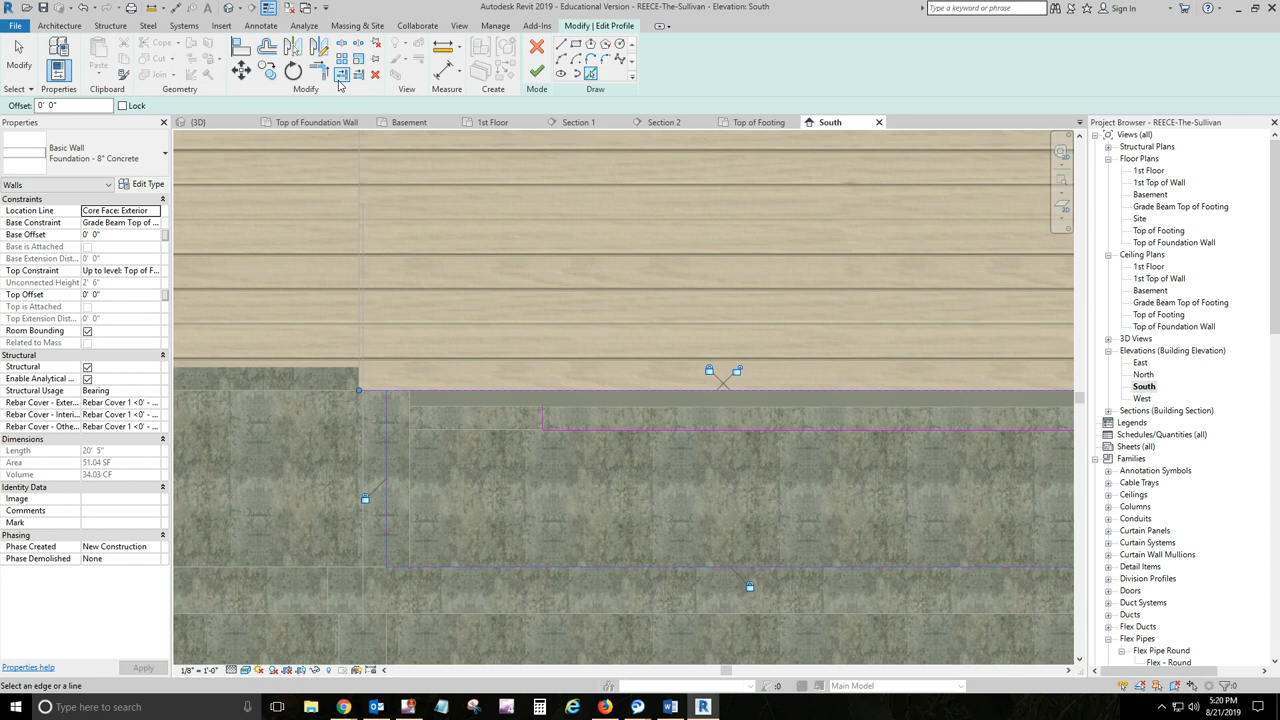 Autodesk Revit 2019 - Educational Version - REECE-The-Sullivan - Elevation: South
Type a keyword or phrase
Sign In
File Architecture Structure Steel Systems Insert Annotate Analyze Massing & Site Collaborate View Manage Add-Ins Modify | Edit Profile
Modify Properties Paste Cope Cut Join
Select Properties Clipboard Geometry Modify View Measure Create Mode Draw
Offset: 0' 0" Lock
Properties
{3D} Top of Foundation Wall Basement 1st Floor Section 1 Section 2 Top of Footing South
Project Browser - REECE-The-Sullivan
Basic Wall
Foundation - 8" Concrete
Walls Edit Type
Constraints
Location Line Core Face: Exterior
Base Constraint Grade Beam Top of ...
Base Offset 0' 0"
Base is Attached
Base Extension Dist...
Top Constraint Up to level: Top of F...
Unconnected Height 2' 6"
Top Offset 0' 0"
Top is Attached
Top Extension Dist... 0' 0"
Room Bounding
Related to Mass
Structural
Structural
Enable Analytical ...
Structural Usage Bearing
Rebar Cover - Exter... Rebar Cover 1 <0' - ...
Rebar Cover - Interi... Rebar Cover 1 <0' - ...
Rebar Cover - Othe... Rebar Cover 1 <0' - ...
Dimensions
Length 20' 5"
Area 51.04 SF
Volume 34.03 CF
Identity Data
Image
Comments
Mark
Phasing
Phase Created New Construction
Phase Demolished None
Properties help Apply
Views (all)
Structural Plans
Floor Plans
1st Floor
1st Top of Wall
Basement
Grade Beam Top of Footing
Site
Top of Footing
Top of Foundation Wall
Ceiling Plans
1st Floor
1st Top of Wall
Basement
Grade Beam Top of Footing
Top of Footing
Top of Foundation Wall
3D Views
Elevations (Building Elevation)
East
North
South
West
Sections (Building Section)
Legends
Schedules/Quantities (all)
Sheets (all)
Families
Annotation Symbols
Cable Trays
Ceilings
Columns
Conduits
Curtain Panels
Curtain Systems
Curtain Wall Mullions
Detail Items
Division Profiles
Doors
Duct Systems
Ducts
Flex Ducts
Flex Pipes
Flex Pipe Round
Flex - Round
1/8" = 1'-0"
Select an edge or a line
:0
Main Model
:0
Type here to search
5:20 PM
8/21/2019